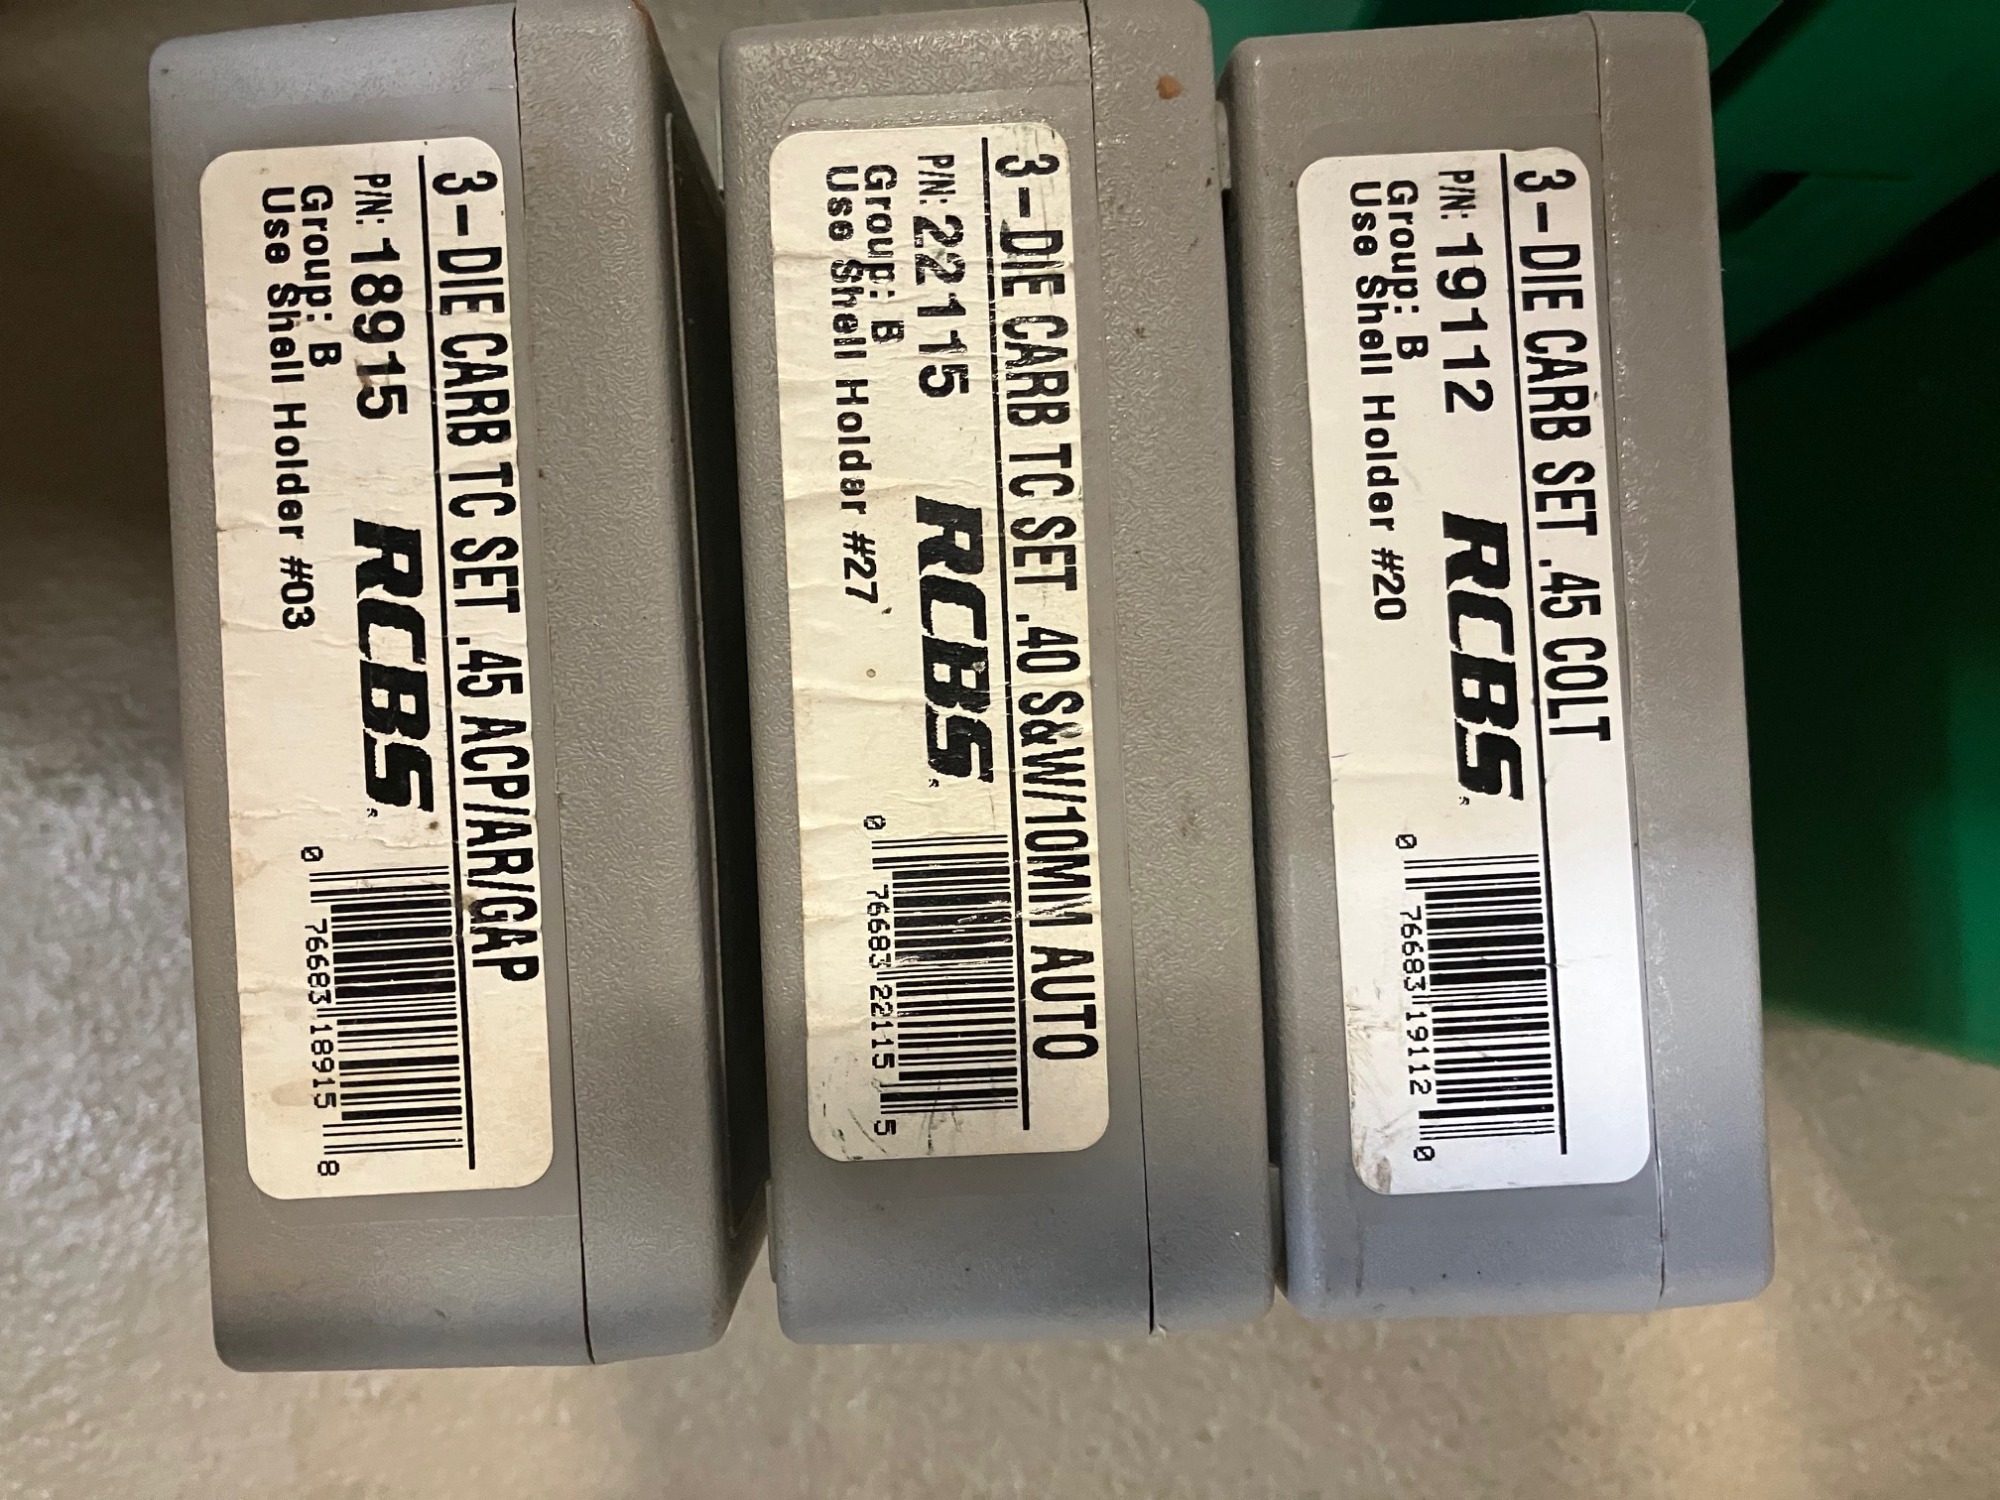 3-DIE CARB TC SET .45 ACP/AR/GAP
P/N: 18915
Group: B
Use Shell Holder #03
RCBS®
0 76683 18915 8
3-DIE CARB TC SET .40 S&W/10MM AUTO
P/N: 22115
Group: B
Use Shell Holder #27
RCBS®
0 76683 22115 5
3-DIE CARB SET .45 COLT
P/N: 19112
Group: B
Use Shell Holder #20
RCBS®
0 76683 19112 0